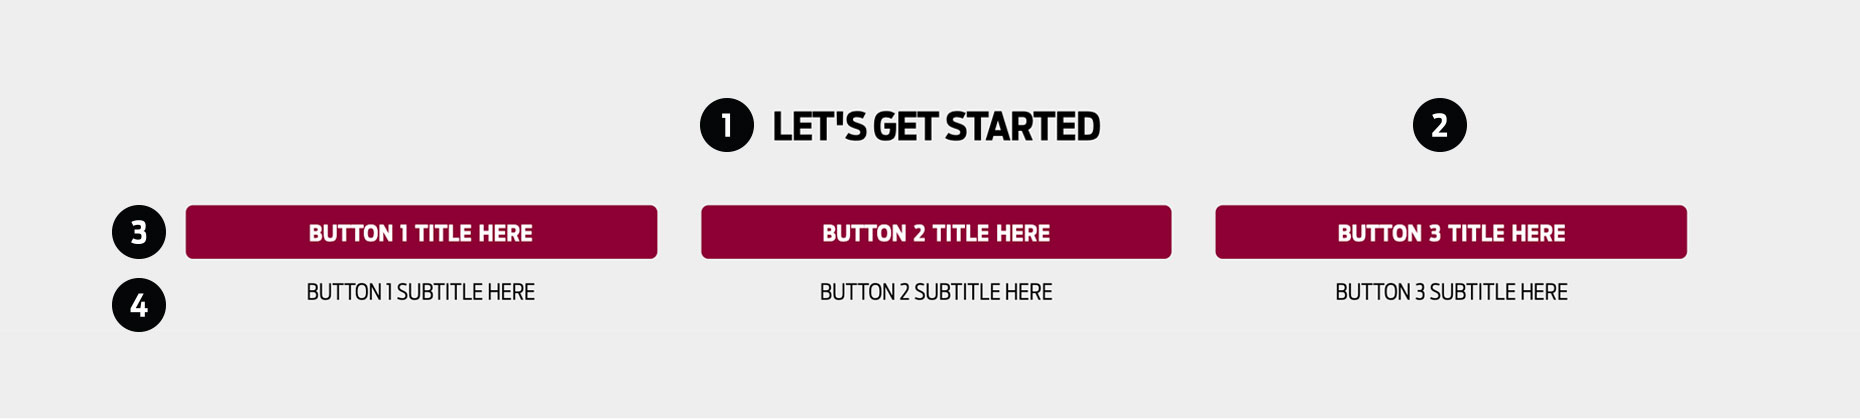 1 LET'S GET STARTED 2
3 BUTTON 1 TITLE HERE BUTTON 2 TITLE HERE BUTTON 3 TITLE HERE
4 BUTTON 1 SUBTITLE HERE BUTTON 2 SUBTITLE HERE BUTTON 3 SUBTITLE HERE